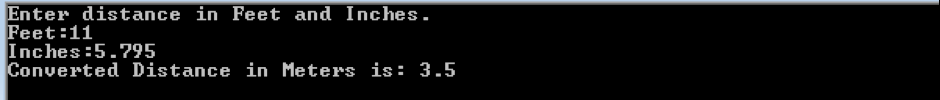 Enter distance in Feet and Inches.
Feet:11
Inches:5.795
Converted Distance in Meters is: 3.5